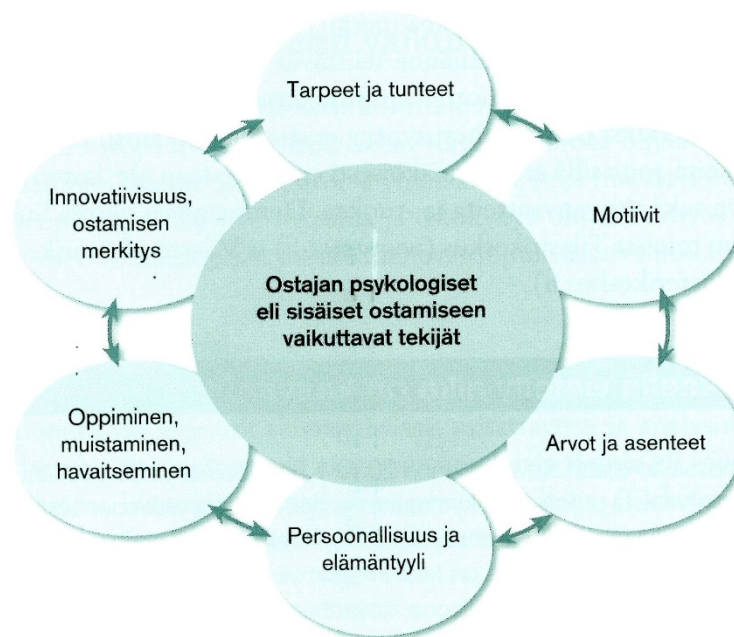 Tarpeet ja tunteet
Motiivit
Arvot ja asenteet
Persoonallisuus ja
elämäntyyli
Oppiminen,
muistaminen,
havaitseminen
Innovatiivisuus,
ostamisen
merkitys
Ostajan psykologiset
eli sisäiset ostamiseen
vaikuttavat tekijät